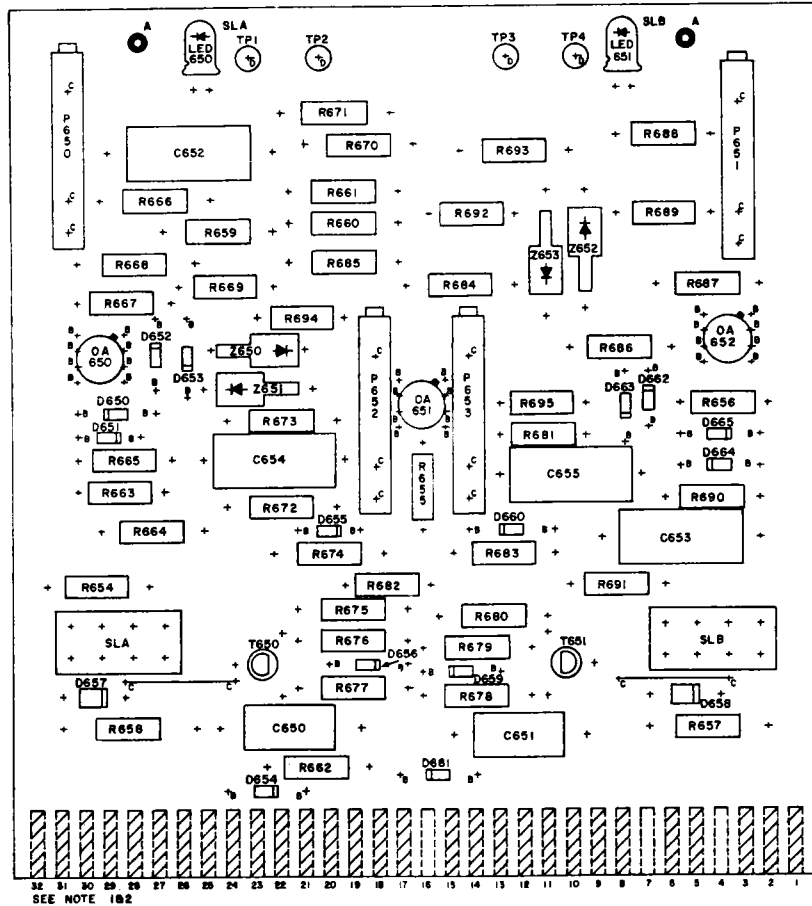 A SLA TP1 TP2 TP3 TP4 SLB A
LED 650 D D D D LED 651
C C
P650 R671 R688 P651
C652 R670 R693
R661
R666 R692 R689
C R660 C
C R659 C
R668 R669 R685 R684 Z653 Z652 R687
R667 R694
B D652 B B B
OA 650 Z650 R686 OA 652
D653 C C
B B Z651 P652 OA 651 P653 D663 D662 B
B D650 B R673 R695 R656
B D651 B B D665 B
R665 C654 R681 B D664 B
C R655 C C655
R663 C C R690
R672
R664 B D655 B B D660 B C653
R674 R683
R654 R682 R691
R675 R680
SLA R676 R679 SLB
T650 B D656 B T651
B D659 B
C C C C
D657 R677 R678 D658
R658 C650 C651 R657
R662 B D661 B
B D654 B
32 31 30 29 28 27 26 25 24 23 22 21 20 19 18 17 16 15 14 13 12 11 10 9 8 7 6 5 4 3 2 1
SEE NOTE 1&2